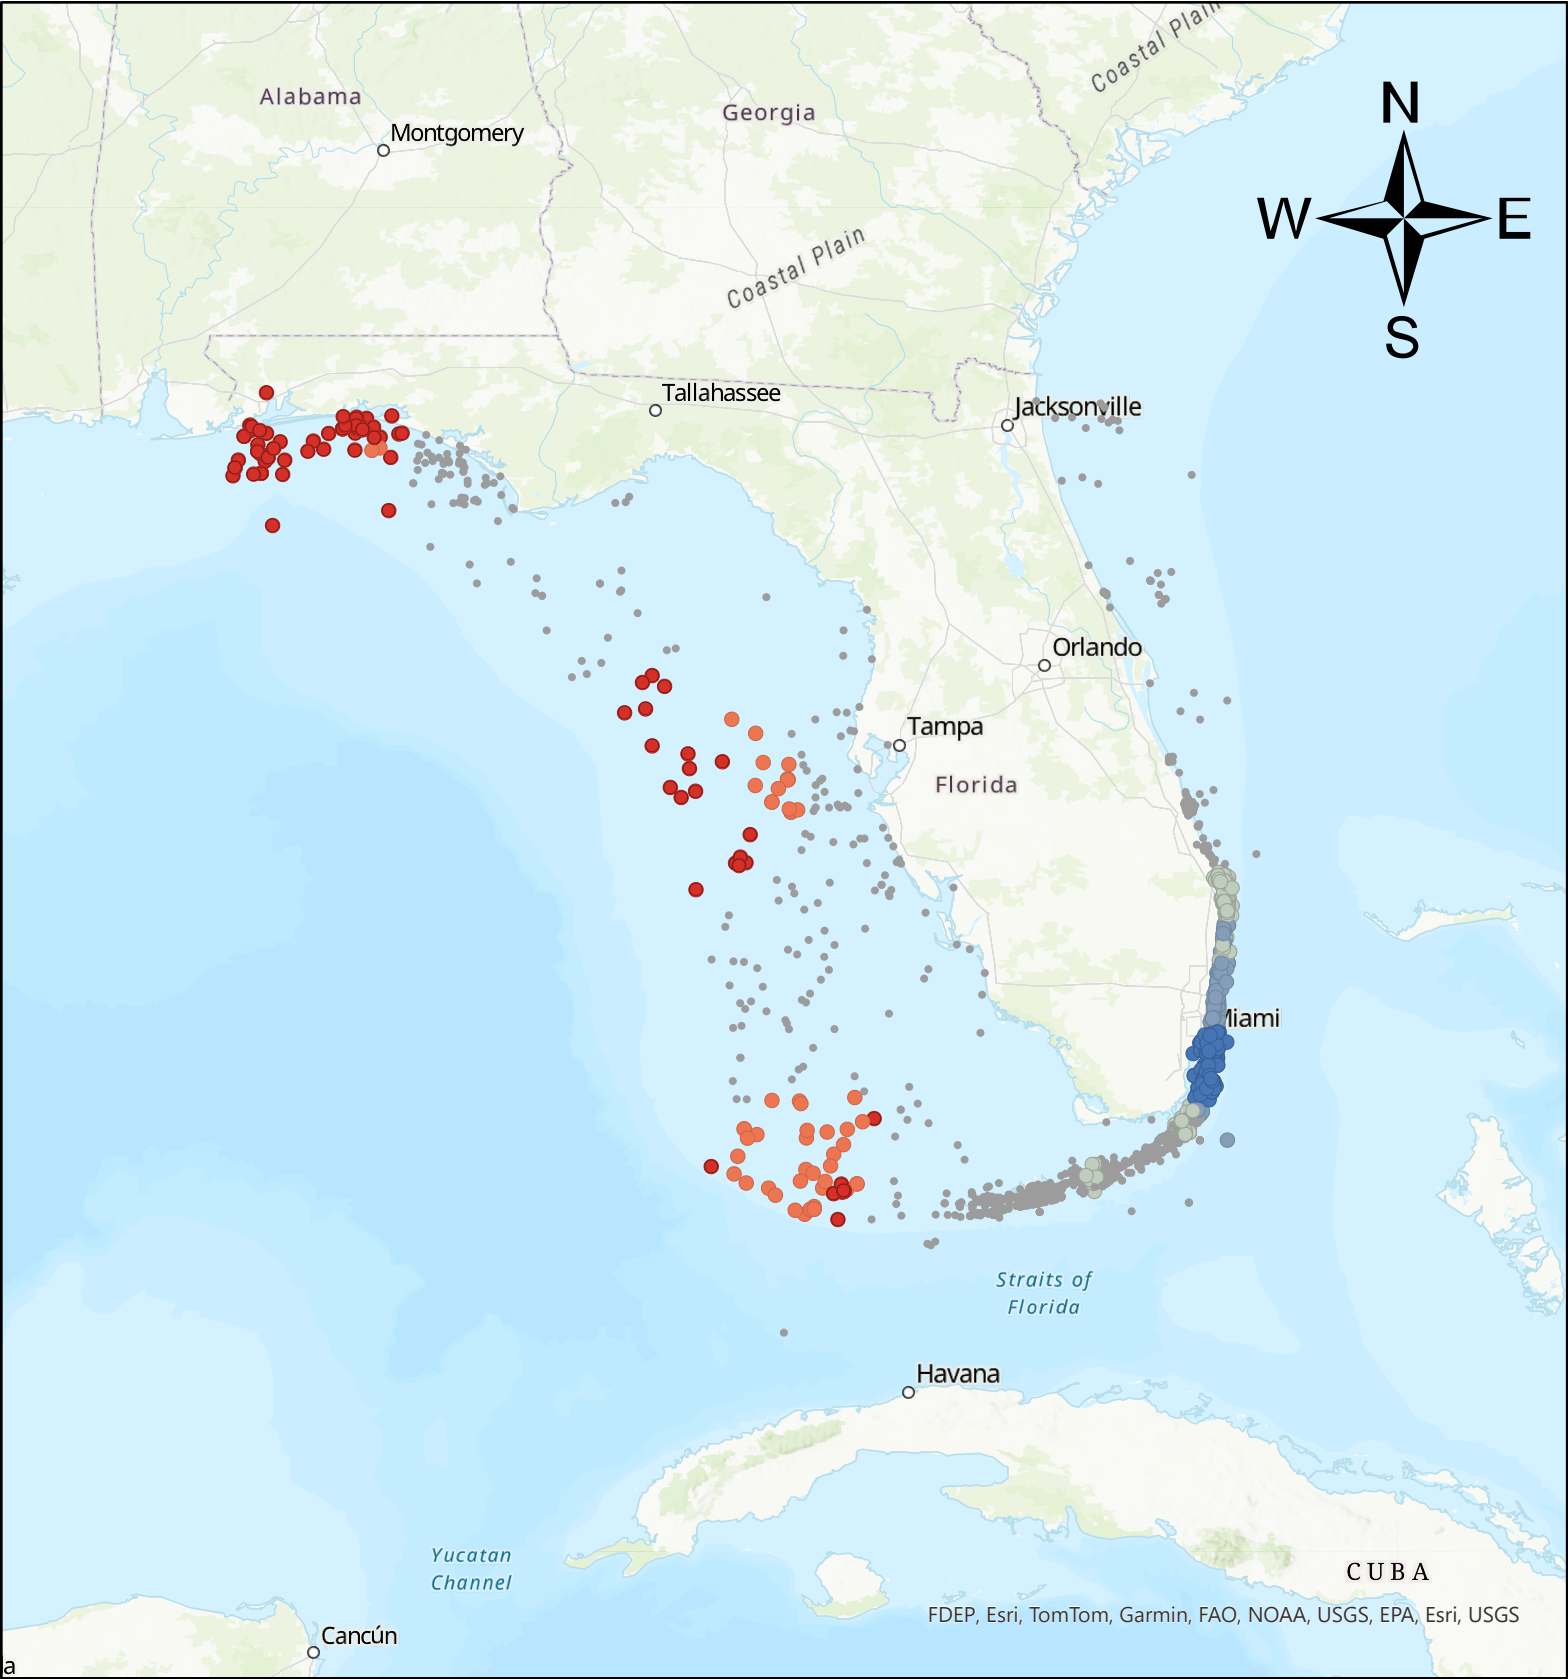 Coastal Plain
N
Alabama
Georgia
Montgomery
W
E
Coastal Plain
S
Tallahassee
Jacksonville
Orlando
Tampa
Florida
Miami
Straits of
Florida
Havana
Yucatan
Channel
CUBA
FDEP, Esri, TomTom, Garmin, FAO, NOAA, USGS, EPA, Esri, USGS
Cancún
a